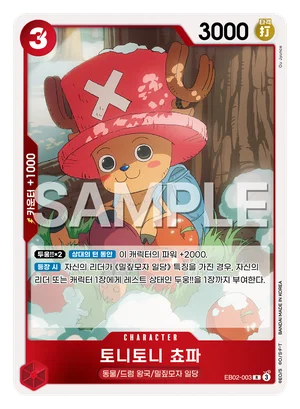 3
3000
打
카운터 +1000
SAMPLE
두웅!!×2 상대의 턴 동안 이 캐릭터의 파워 +2000.
등장 시 자신의 리더가 《밀짚모자 일당》 특징을 가진 경우, 자신의
리더 또는 캐릭터 1장에게 레스트 상태인 두웅!!을 1장까지 부여한다.
CHARACTER
토니토니 쵸파
동물/드럼 왕국/밀짚모자 일당
EB02-003 R
BANDAI MADE IN KOREA